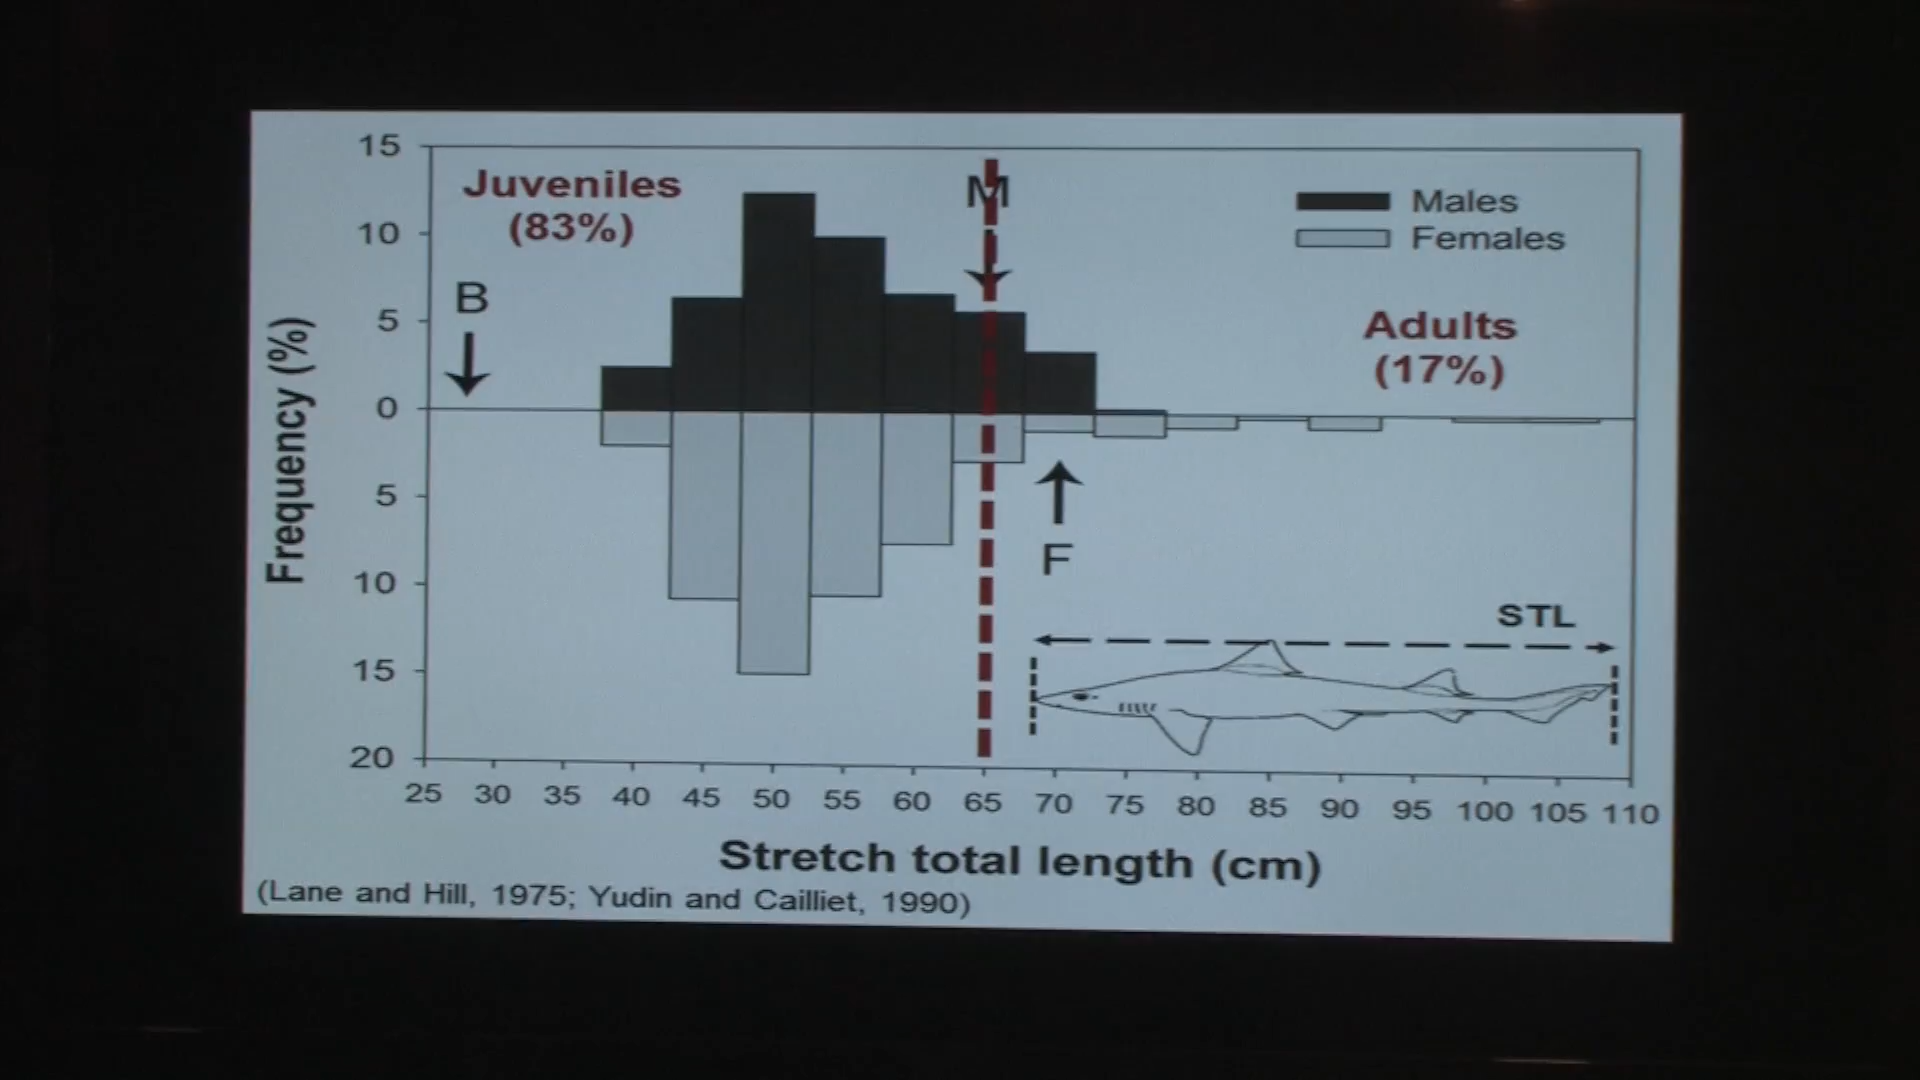 15
10
5
0
5
10
15
20
Frequency (%)
Juveniles
(83%)
B
M
Males
Females
Adults
(17%)
F
STL
25 30 35 40 45 50 55 60 65 70 75 80 85 90 95 100 105 110
Stretch total length (cm)
(Lane and Hill, 1975; Yudin and Cailliet, 1990)